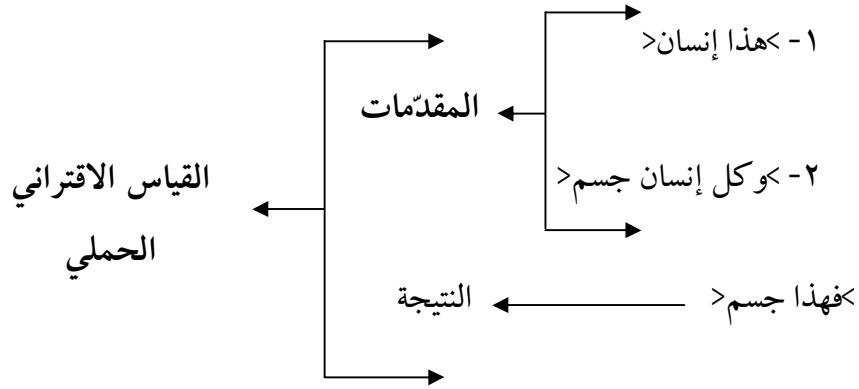 ١- >هذا إنسان<
المقدّمات
٢- >وكل إنسان جسم<
القياس الاقتراني
الحملي
>فهذا جسم<
النتيجة